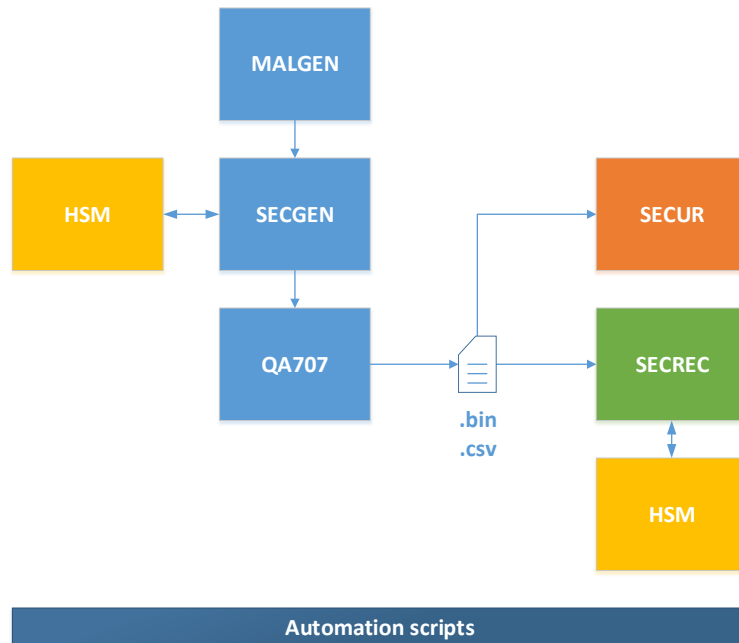 MALGEN
HSM
SECGEN
SECUR
QA707
SECREC
.bin
.csv
HSM
Automation scripts